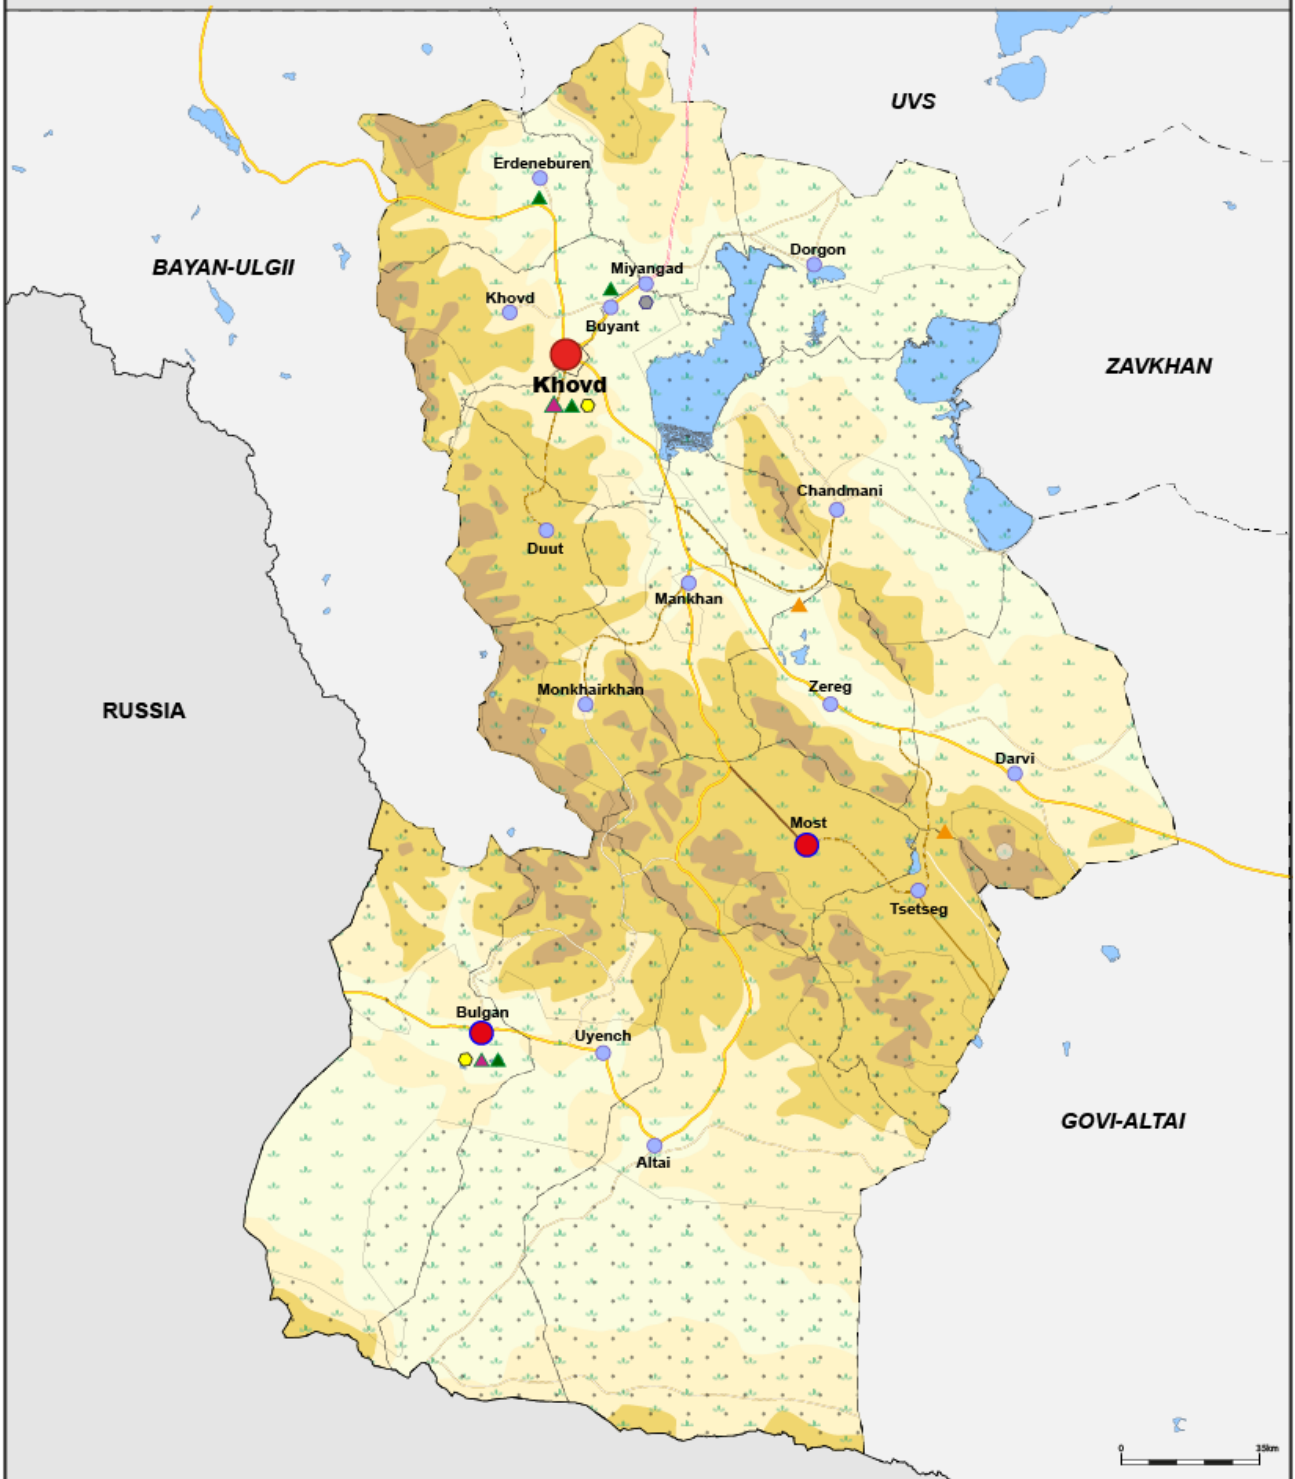 UVS
Erdeneburen
Dorgon
BAYAN-ULGII
Miyangad
Khovd
Buyant
ZAVKHAN
Khovd
Chandmani
Duut
Mankhan
Zereg
Monkhairkhan
RUSSIA
Darvi
Most
Tsetseg
Bulgan
Uyench
GOVI-ALTAI
Altai
0 35km